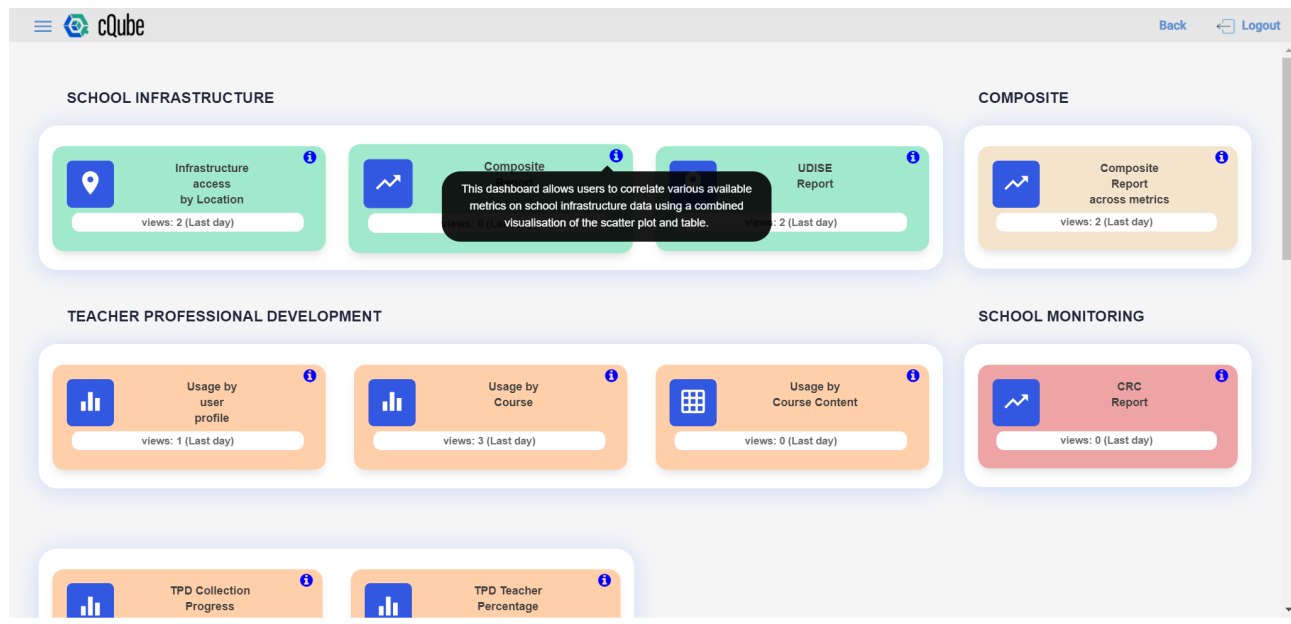 cQube
Back
Logout
SCHOOL INFRASTRUCTURE
COMPOSITE
Infrastructure
access
by Location
views: 2 (Last day)
Composite
This dashboard allows users to correlate various available
metrics on school infrastructure data using a combined
visualisation of the scatter plot and table.
UDISE
Report
views: 2 (Last day)
Composite
Report
across metrics
views: 2 (Last day)
TEACHER PROFESSIONAL DEVELOPMENT
SCHOOL MONITORING
Usage by
user
profile
views: 1 (Last day)
Usage by
Course
views: 3 (Last day)
Usage by
Course Content
views: 0 (Last day)
CRC
Report
views: 0 (Last day)
TPD Collection
Progress
TPD Teacher
Percentage